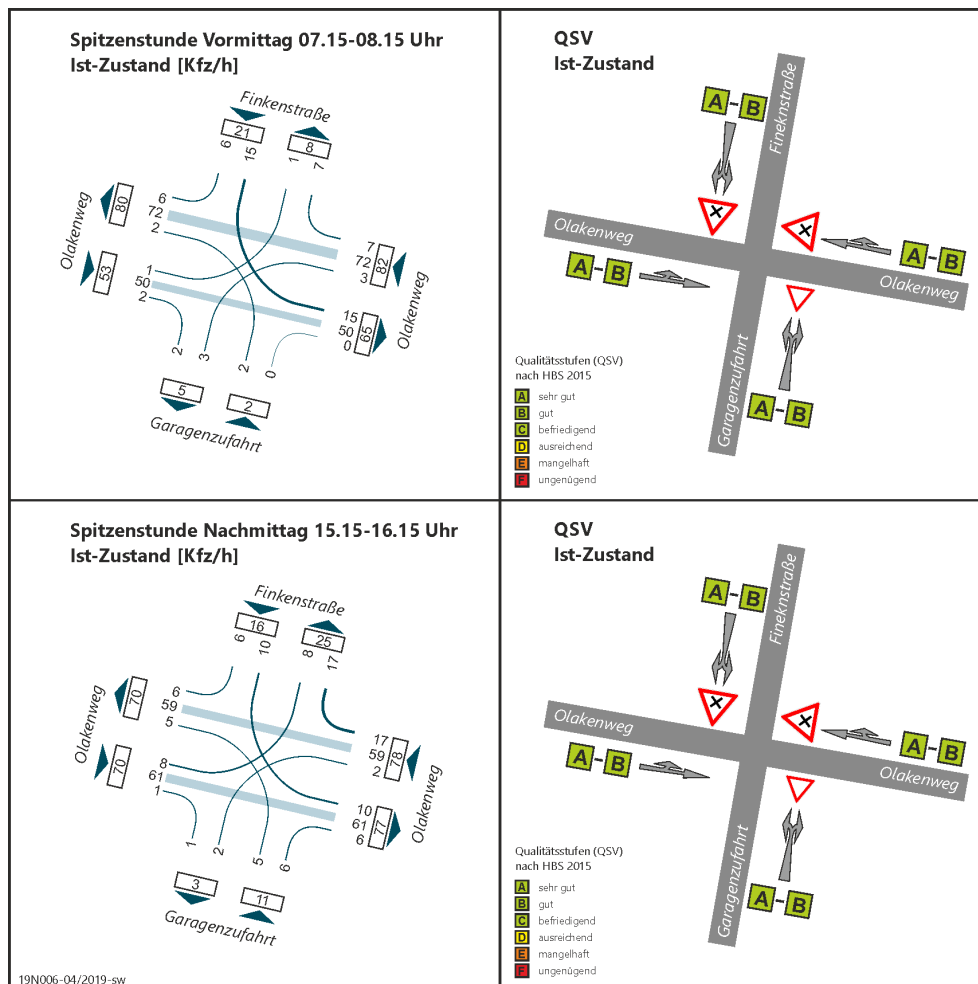 Spitzenstunde Vormittag 07.15-08.15 Uhr
Ist-Zustand [Kfz/h]
Finkenstraße
21
8
6
15
1
7
Olakenweg
80
53
6
72
2
1
50
2
7
72
3
82
15
50
0
65
Olakenweg
2
3
2
0
5
2
Garagenzufahrt
QSV
Ist-Zustand
A-B
Fineknstraße
Olakenweg
A-B
A-B
Olakenweg
Garagenzufahrt
A-B
Qualitätsstufen (QSV)
nach HBS 2015
A sehr gut
B gut
C befriedigend
D ausreichend
E mangelhaft
F ungenügend
Spitzenstunde Nachmittag 15.15-16.15 Uhr
Ist-Zustand [Kfz/h]
Finkenstraße
16
25
6
10
8
17
Olakenweg
70
70
6
59
5
8
61
1
17
59
2
78
10
61
6
77
Olakenweg
1
2
5
6
3
11
Garagenzufahrt
19N006-04/2019-sw
QSV
Ist-Zustand
A-B
Fineknstraße
Olakenweg
A-B
A-B
Olakenweg
Garagenzufahrt
A-B
Qualitätsstufen (QSV)
nach HBS 2015
A sehr gut
B gut
C befriedigend
D ausreichend
E mangelhaft
F ungenügend